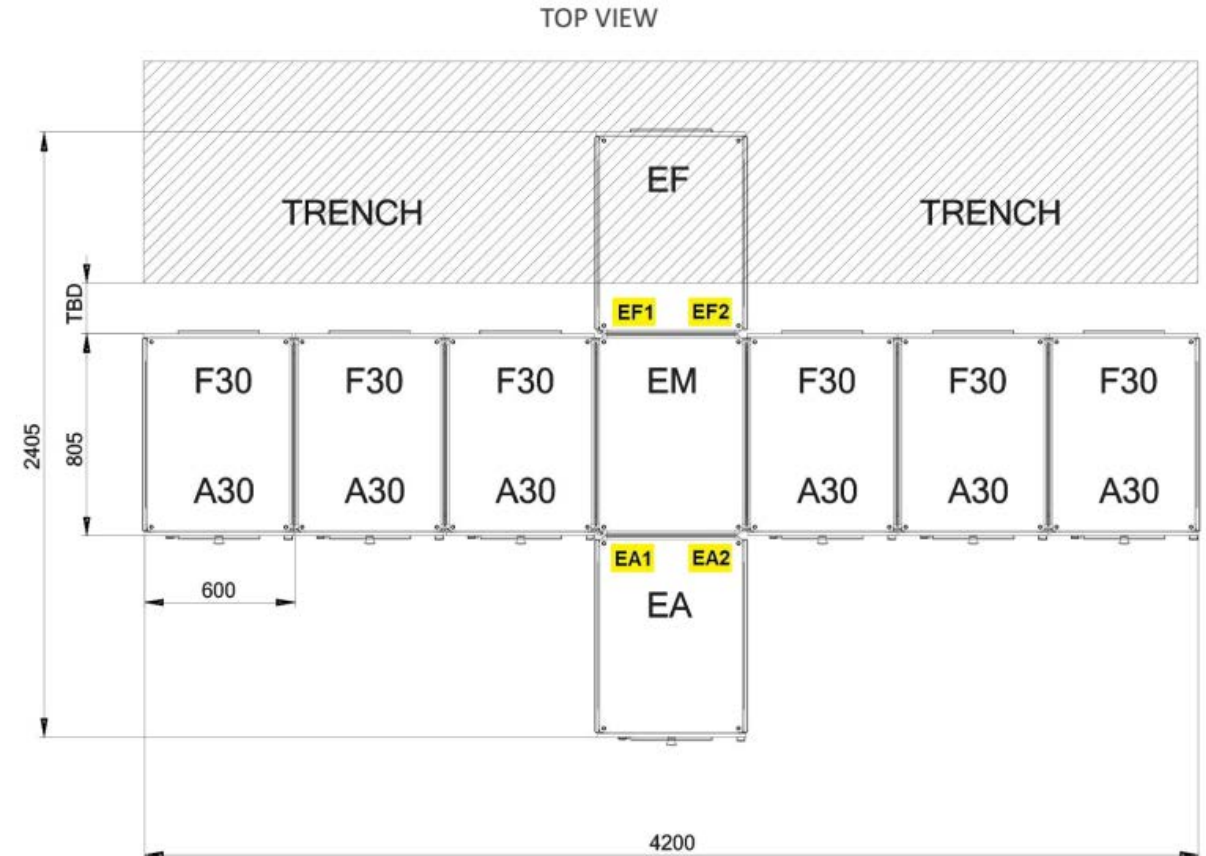 TOP VIEW
EF
TRENCH TRENCH
TBD
EF1 EF2
F30 F30 F30 EM F30 F30 F30
2405
805
A30 A30 A30 A30 A30 A30
EA1 EA2
600
EA
4200